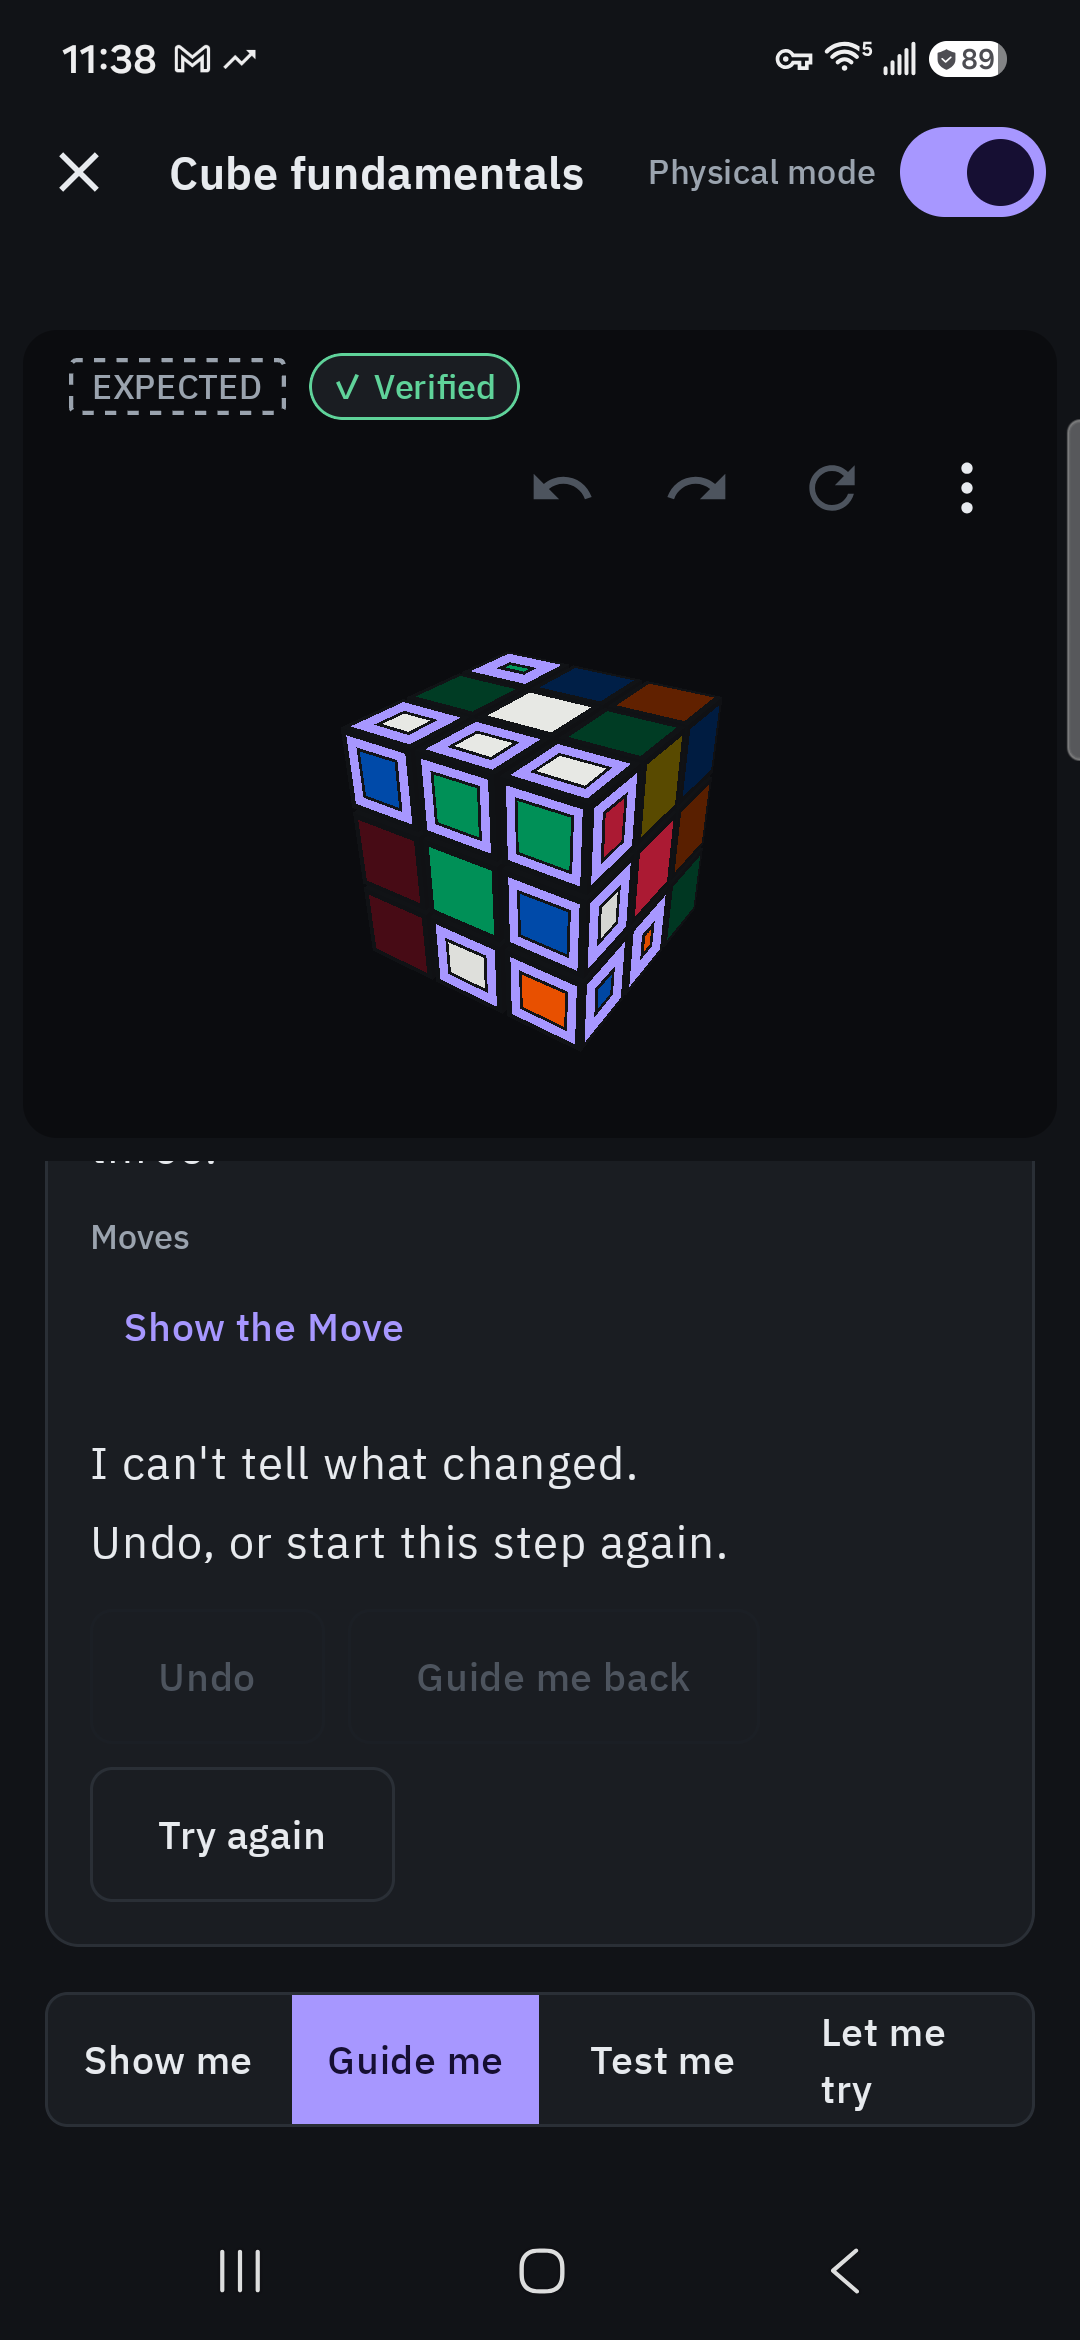 11:38
5
89
Cube fundamentals
Physical mode
EXPECTED
✓ Verified
Moves
Show the Move
I can't tell what changed.
Undo, or start this step again.
Undo
Guide me back
Try again
Show me
Guide me
Test me
Let me
try